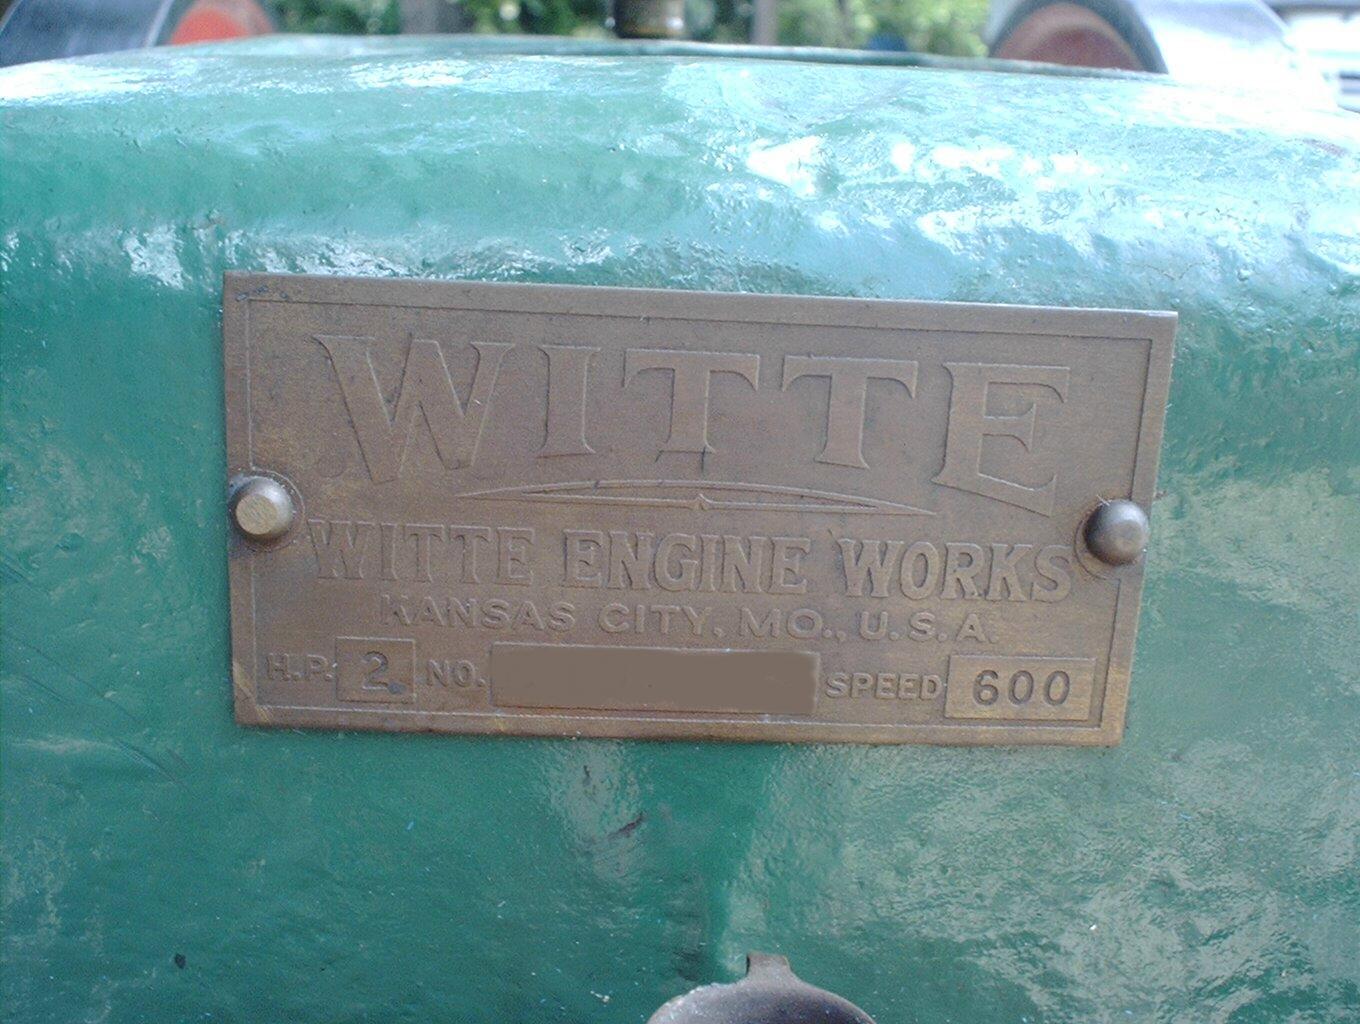 WITTE
WITTE ENGINE WORKS
KANSAS CITY, MO., U.S.A.
H.P. 2 NO. SPEED 600